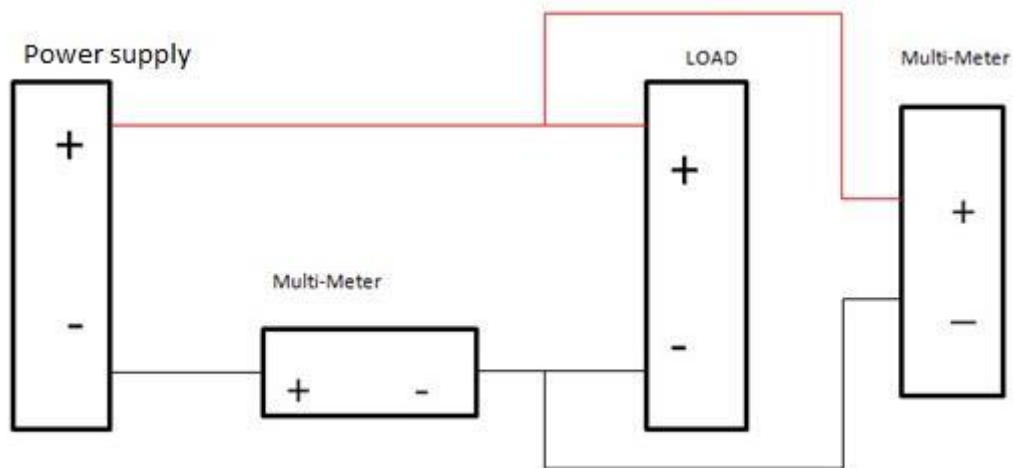 Power supply
LOAD
Multi-Meter
+
+
+
-
-
–
Multi-Meter
+ -